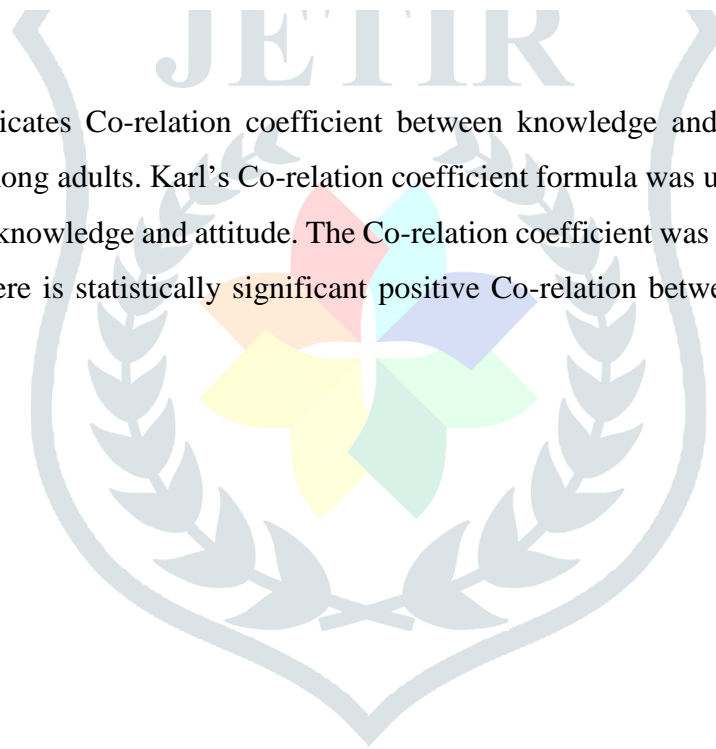 JETIR
icates Co-relation coefficient between knowledge and
ong adults. Karl’s Co-relation coefficient formula was u
knowledge and attitude. The Co-relation coefficient was
ere is statistically significant positive Co-relation betwe